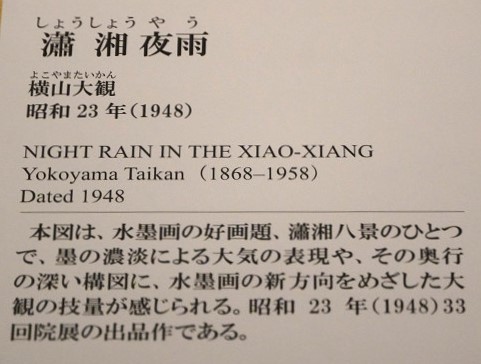 しょうしょう や う
瀟湘夜雨
よこやまたいかん
横山大観
昭和 23 年(1948)
NIGHT RAIN IN THE XIAO-XIANG
Yokoyama Taikan (1868–1958)
Dated 1948
本図は、水墨画の好画題、瀟湘八景のひとつ
で、墨の濃淡による大気の表現や、その奥行
の深い構図に、水墨画の新方向をめざした大
観の技量が感じられる。昭和 23 年(1948)33
回院展の出品作である。